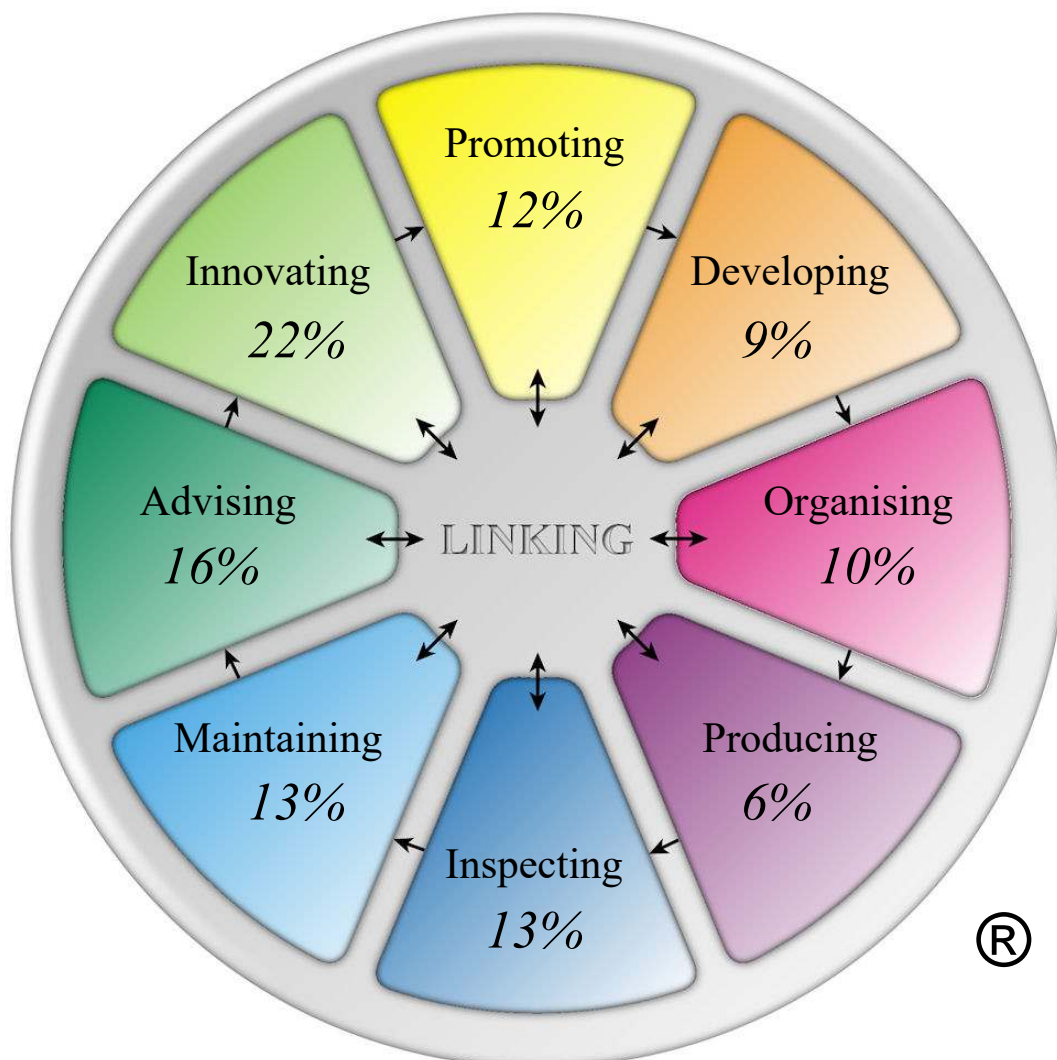 Promoting
12%
Developing
9%
Organising
10%
Producing
6%
Inspecting
13%
Maintaining
13%
Advising
16%
Innovating
22%
LINKING
®